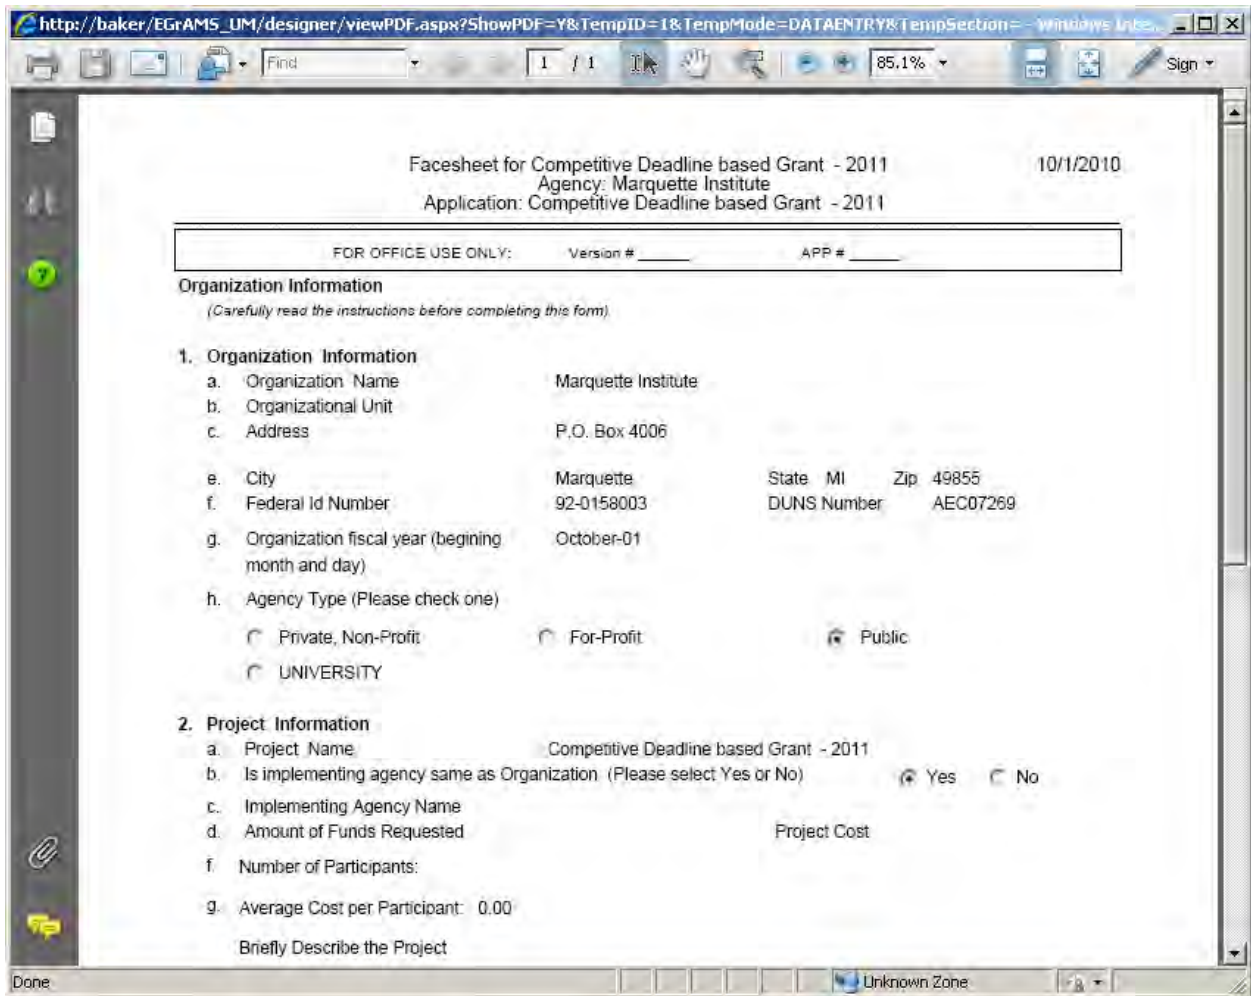 http://baker/EGrAMS_UM/designer/viewPDF.aspx?ShowPDF=Y&TempID=1&TempMode=DATAENTRY&TempSection= - Windows Inte...
Find 1 / 1 85.1% Sign
Facesheet for Competitive Deadline based Grant - 2011 10/1/2010
Agency: Marquette Institute
Application: Competitive Deadline based Grant - 2011
FOR OFFICE USE ONLY: Version # ______ APP # ______
Organization Information
(Carefully read the instructions before completing this form)
1. Organization Information
a. Organization Name Marquette Institute
b. Organizational Unit
c. Address P.O. Box 4006
e. City Marquette State MI Zip 49855
f. Federal Id Number 92-0158003 DUNS Number AEC07269
g. Organization fiscal year (begining October-01
month and day)
h. Agency Type (Please check one)
Private, Non-Profit For-Profit Public
UNIVERSITY
2. Project Information
a. Project Name Competitive Deadline based Grant - 2011
b. Is implementing agency same as Organization (Please select Yes or No) Yes No
c. Implementing Agency Name
d. Amount of Funds Requested Project Cost
f. Number of Participants:
g. Average Cost per Participant: 0.00
Briefly Describe the Project
Done Unknown Zone